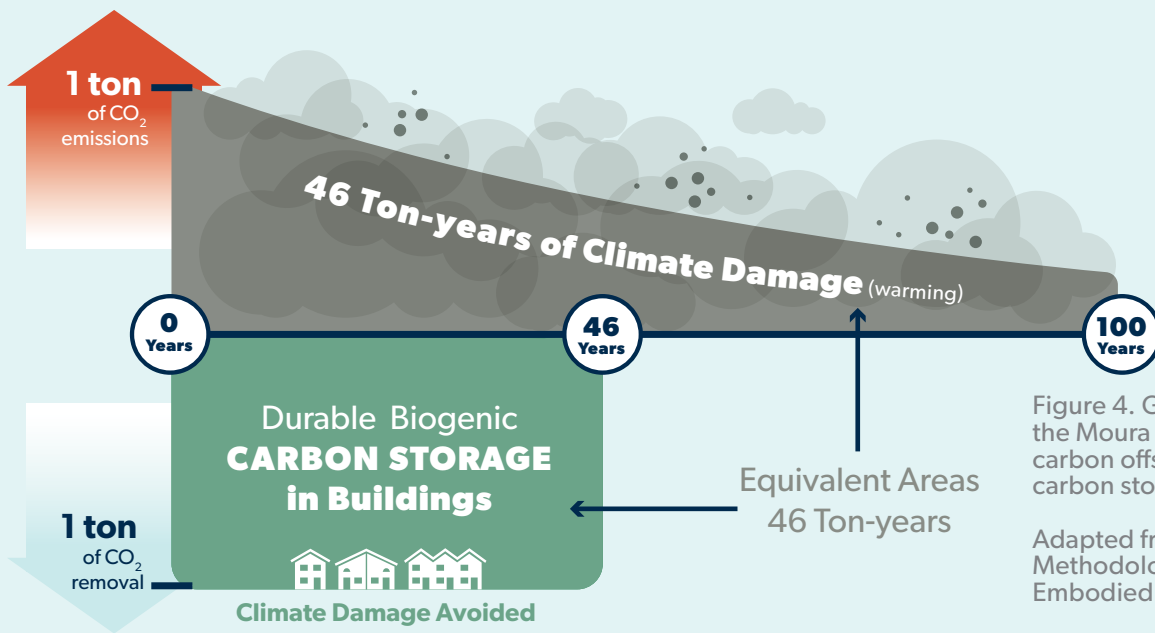 1 ton
of CO₂
emissions
46 Ton-years of Climate Damage (warming)
0
Years
46
Years
100
Years
Durable Biogenic
CARBON STORAGE
in Buildings
Equivalent Areas
46 Ton-years
1 ton
of CO₂
removal
Climate Damage Avoided
Figure 4. G
the Moura
carbon offs
carbon sto
Adapted fr
Methodolo
Embodied